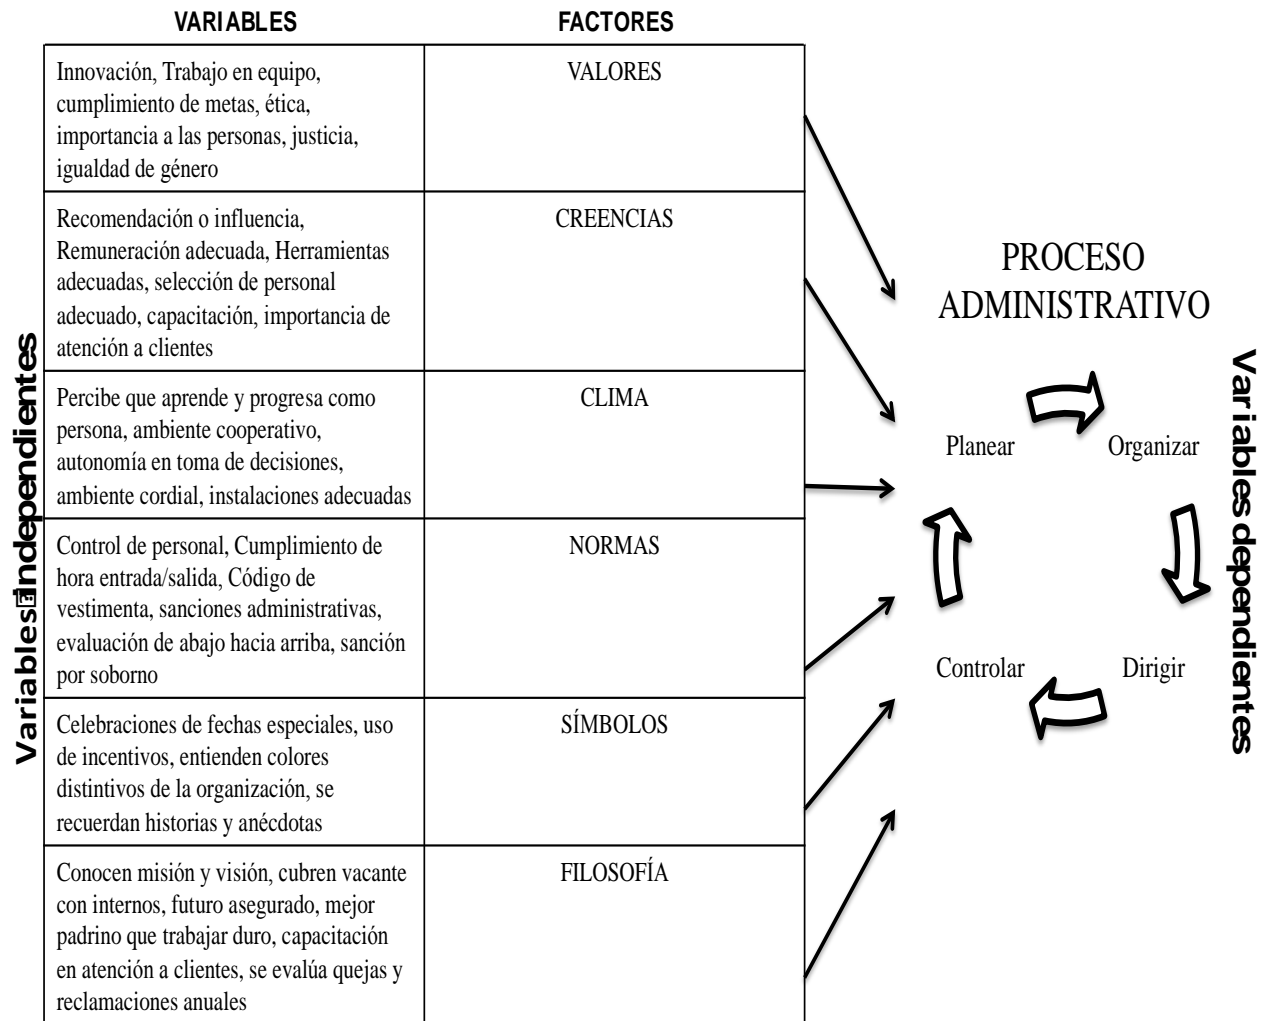 VARIABLES
FACTORES
Innovación, Trabajo en equipo,
cumplimiento de metas, ética,
importancia a las personas, justicia,
igualdad de género
VALORES
Recomendación o influencia,
Remuneración adecuada, Herramientas
adecuadas, selección de personal
adecuado, capacitación, importancia de
atención a clientes
CREENCIAS
Percibe que aprende y progresa como
persona, ambiente cooperativo,
autonomía en toma de decisiones,
ambiente cordial, instalaciones adecuadas
CLIMA
Control de personal, Cumplimiento de
hora entrada/salida, Código de
vestimenta, sanciones administrativas,
evaluación de abajo hacia arriba, sanción
por soborno
NORMAS
Celebraciones de fechas especiales, uso
de incentivos, entienden colores
distintivos de la organización, se
recuerdan historias y anécdotas
SÍMBOLOS
Conocen misión y visión, cubren vacante
con internos, futuro asegurado, mejor
padrino que trabajar duro, capacitación
en atención a clientes, se evalúa quejas y
reclamaciones anuales
FILOSOFÍA
Variables independientes
PROCESO
ADMINISTRATIVO
Planear
Organizar
Controlar
Dirigir
Variables dependientes